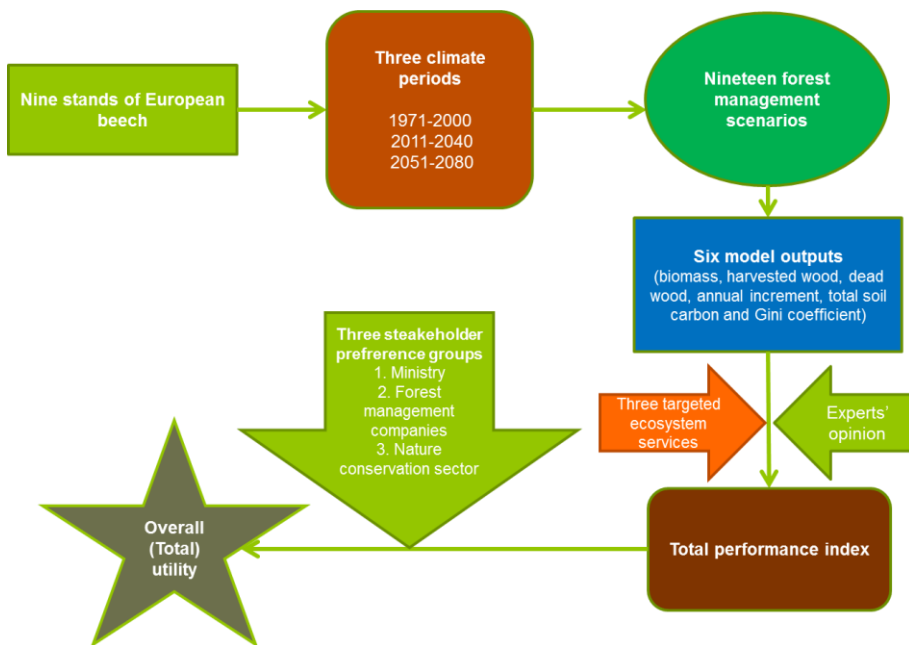 Nine stands of European
beech
Three climate
periods
1971-2000
2011-2040
2051-2080
Nineteen forest
management
scenarios
Six model outputs
(biomass, harvested wood, dead
wood, annual increment, total soil
carbon and Gini coefficient)
Three targeted
ecosystem
services
Experts'
opinion
Total performance index
Three steakeholder
prefrerence groups
1. Ministry
2. Forest
management
companies
3. Nature
conservation sector
Overall
(Total)
utility